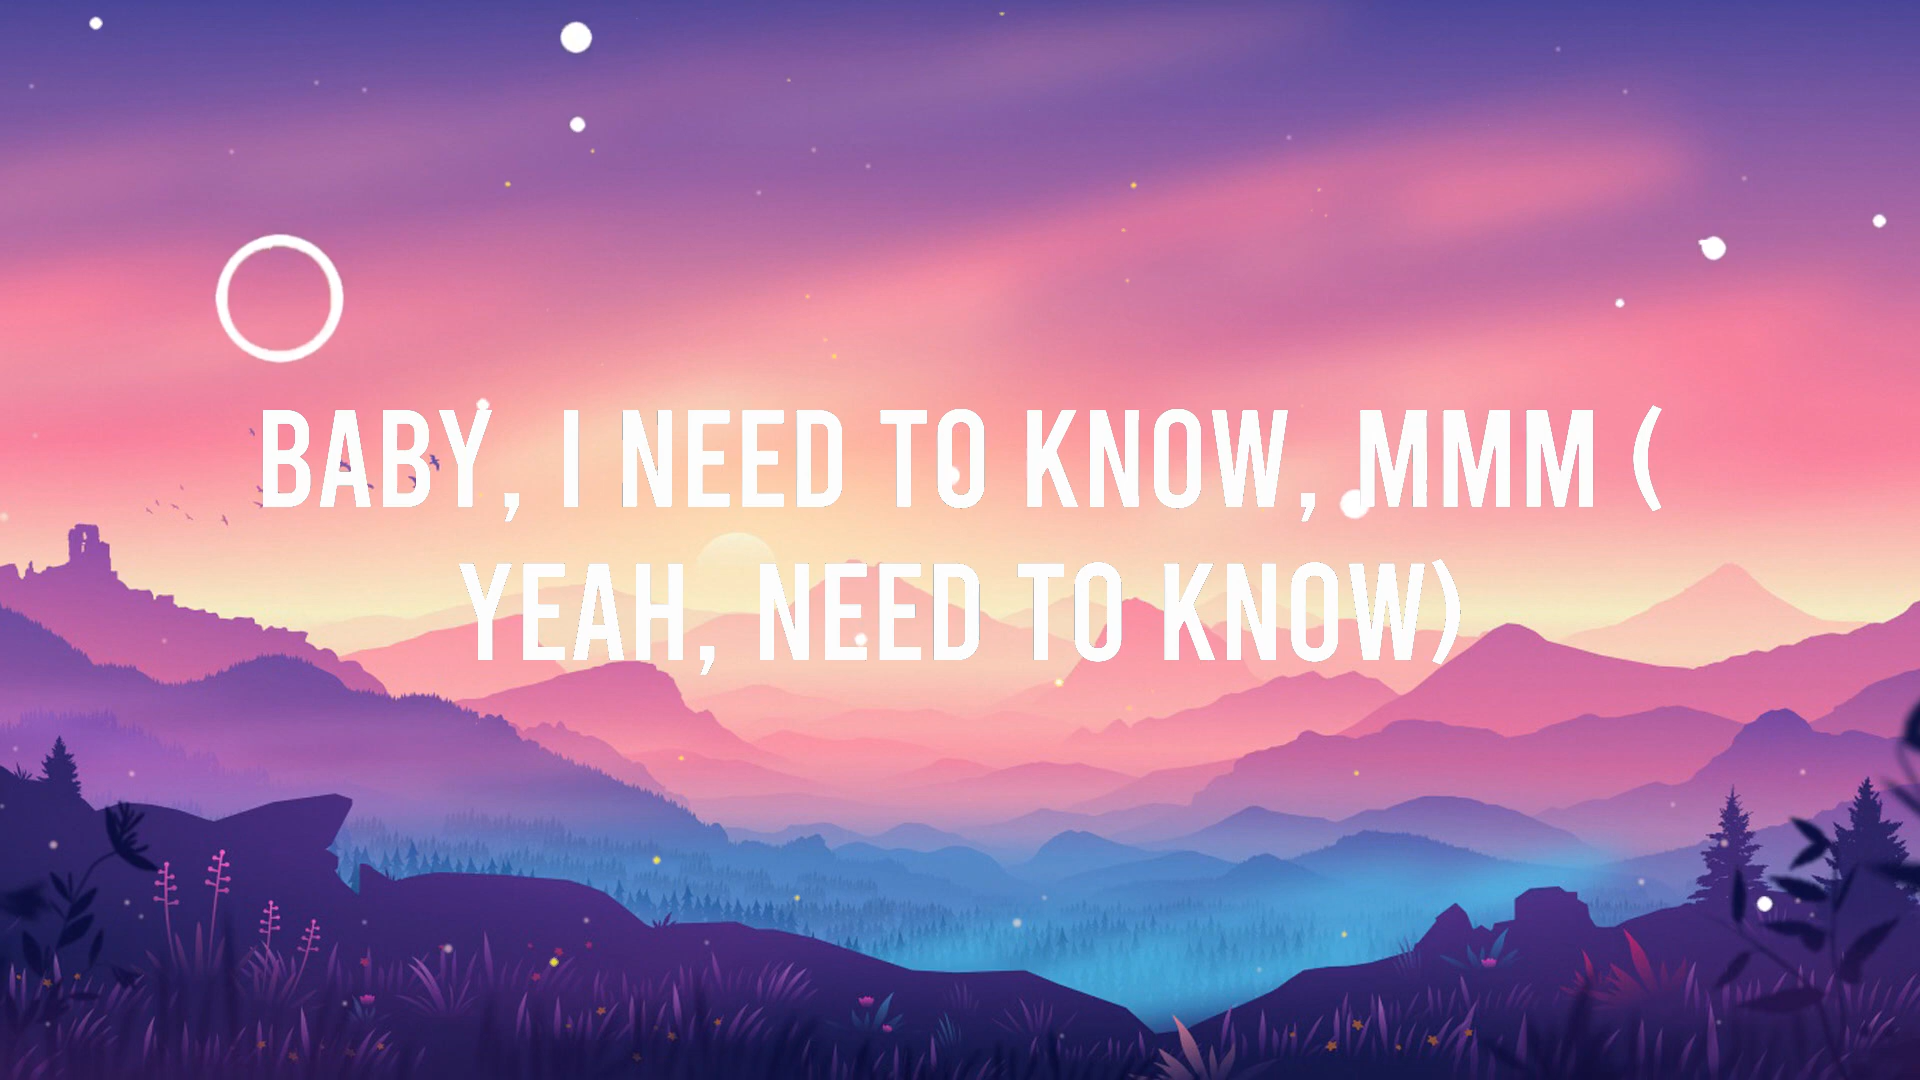 BABY, I NEED TO KNOW, MMM (
YEAH, NEED TO KNOW)